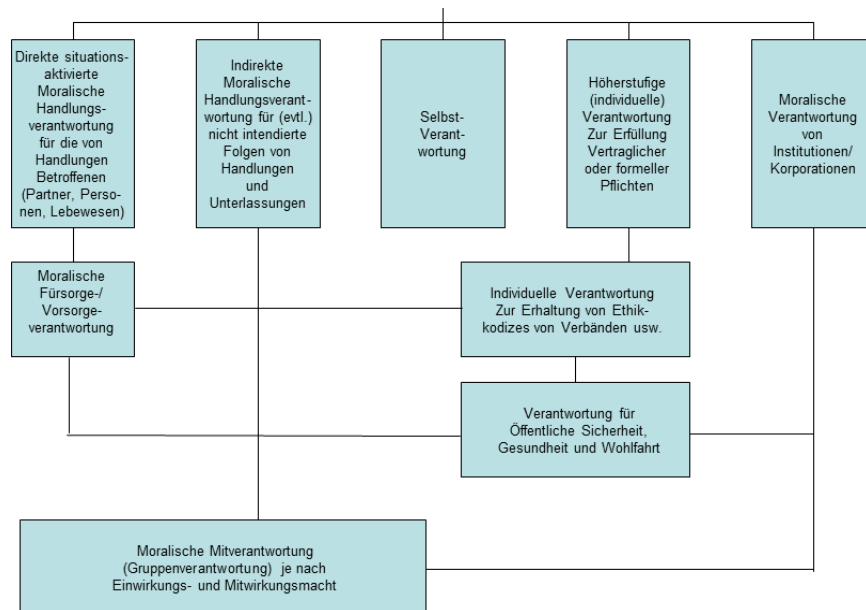 Direkte situations-
aktivierte
Moralische
Handlungs-
verantwortung
für die von
Handlungen
Betroffenen
(Partner, Perso-
nen, Lebewesen)
Indirekte
Moralische
Handlungsverant-
wortung für (evtl.)
nicht intendierte
Folgen von
Handlungen
und
Unterlassungen
Selbst-
Verant-
wortung
Höherstufige
(individuelle)
Verantwortung
Zur Erfüllung
Vertraglicher
oder formeller
Pflichten
Moralische
Verantwortung
von
Institutionen/
Korporationen
Moralische
Fürsorge-/
Vorsorge-
verantwortung
Individuelle Verantwortung
Zur Erhaltung von Ethik-
kodizes von Verbänden usw.
Verantwortung für
Öffentliche Sicherheit,
Gesundheit und Wohlfahrt
Moralische Mitverantwortung
(Gruppenverantwortung) je nach
Einwirkungs- und Mitwirkungsmacht